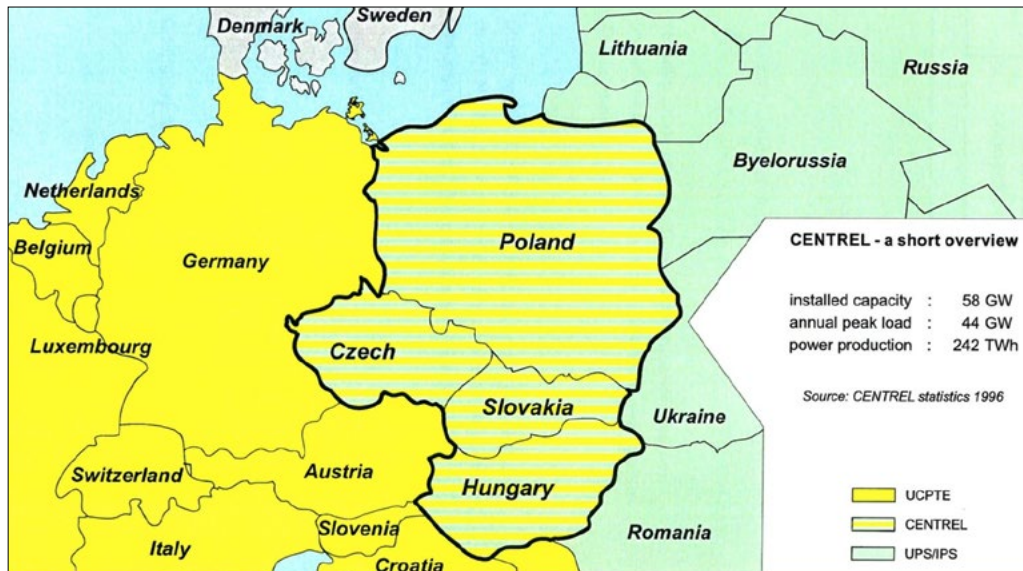 Denmark
Sweden
Lithuania
Russia
Byelorussia
Netherlands
Belgium
Germany
Poland
CENTREL - a short overview
installed capacity : 58 GW
annual peak load : 44 GW
power production : 242 TWh
Source: CENTREL statistics 1996
Luxembourg
Czech
Slovakia
Ukraine
Switzerland
Austria
Hungary
Slovenia
Italy
Croatia
Romania
UCPTE
CENTREL
UPS/IPS